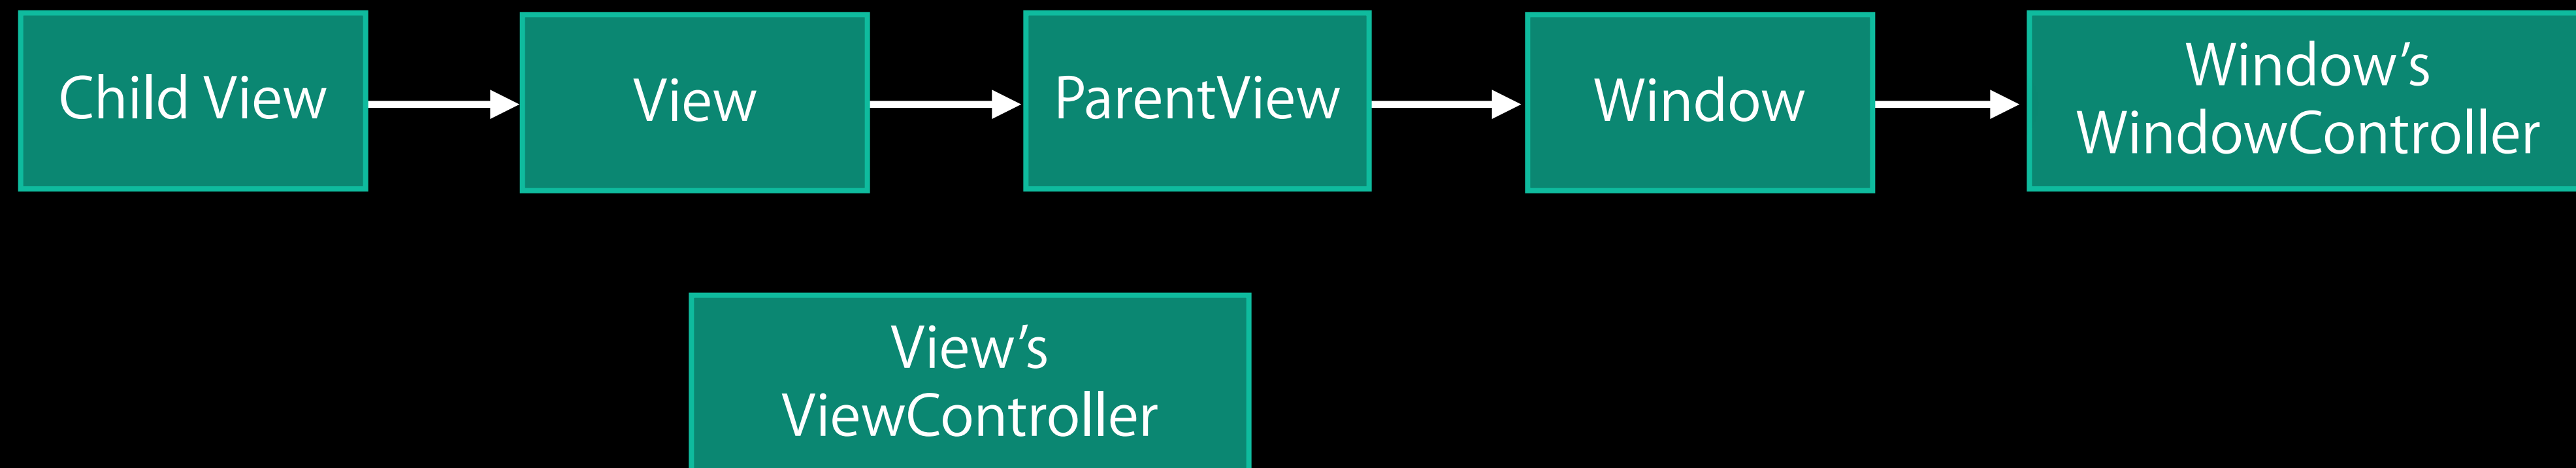 Child View
View
ParentView
Window
Window’s
WindowController
View’s
ViewController